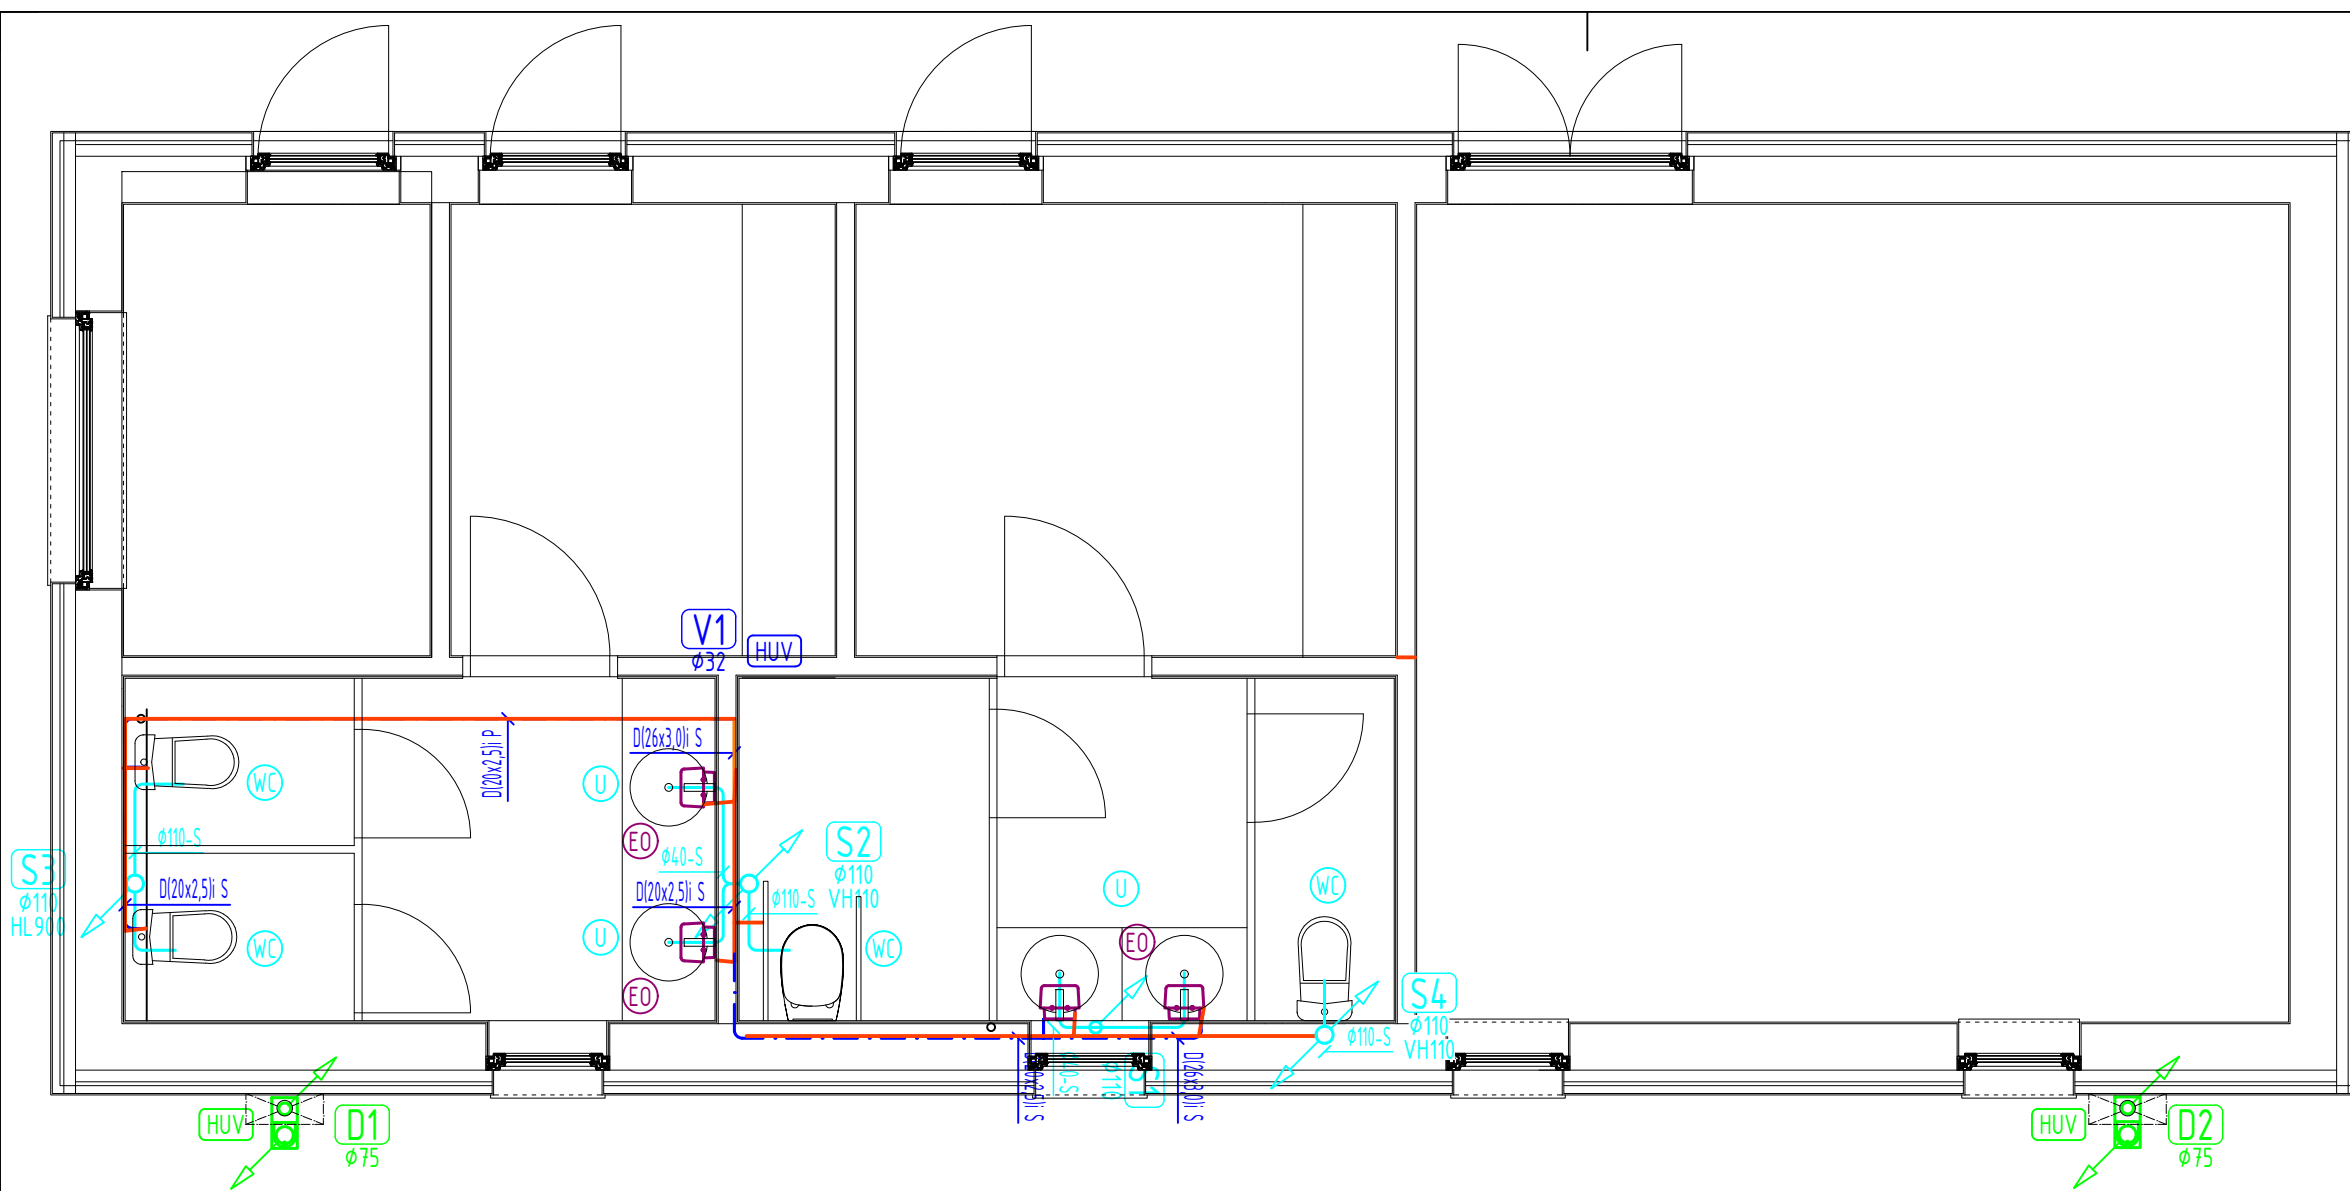 V1
ϕ32
HUV
D(20x2,5)i P
D(26x3,0)i S
WC
U
EO
ϕ110-S
S3
ϕ110
HL900
D(20x2,5)i S
WC
ϕ40-S
D(20x2,5)i S
U
EO
S2
ϕ110
VH110
ϕ110-S
WC
U
EO
WC
S4
ϕ110
VH110
ϕ110-S
S1
ϕ110
D(26x3,0)i S
HUV
D1
ϕ75
HUV
D2
ϕ75